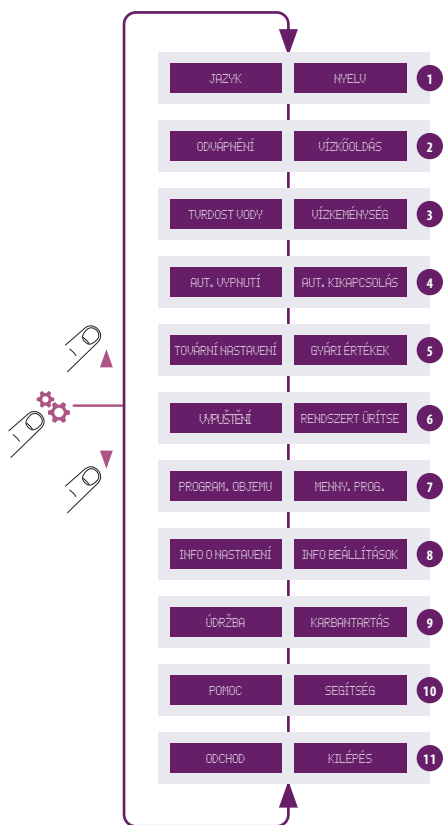 JAZYK NYELV 1
ODVÁPNĚNÍ VÍZKŐOLDÁS 2
TVRDOST VODY VÍZKEMÉNYSÉG 3
AUT. VYPNUTÍ AUT. KIKAPCSOLÁS 4
TOVÁRNÍ NASTAVENÍ GYÁRI ÉRTÉKEK 5
VYPUŠTĚNÍ RENDSZERT ÜRÍTSE 6
PROGRAM. OBJEMU MENNY. PROG. 7
INFO O NASTAVENÍ INFO BEÁLLÍTÁSOK 8
ÚDRŽBA KARBANTARTÁS 9
POMOC SEGÍTSÉG 10
ODCHOD KILÉPÉS 11